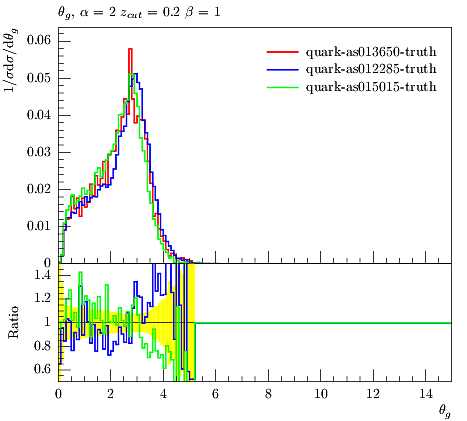 θg, α = 2 zcut = 0.2 β = 1
1/σdσ/dθg
0.06
0.05
0.04
0.03
0.02
0.01
0
quark-as013650-truth
quark-as012285-truth
quark-as015015-truth
Ratio
1.4
1.2
1
0.8
0.6
0 2 4 6 8 10 12 14
θg